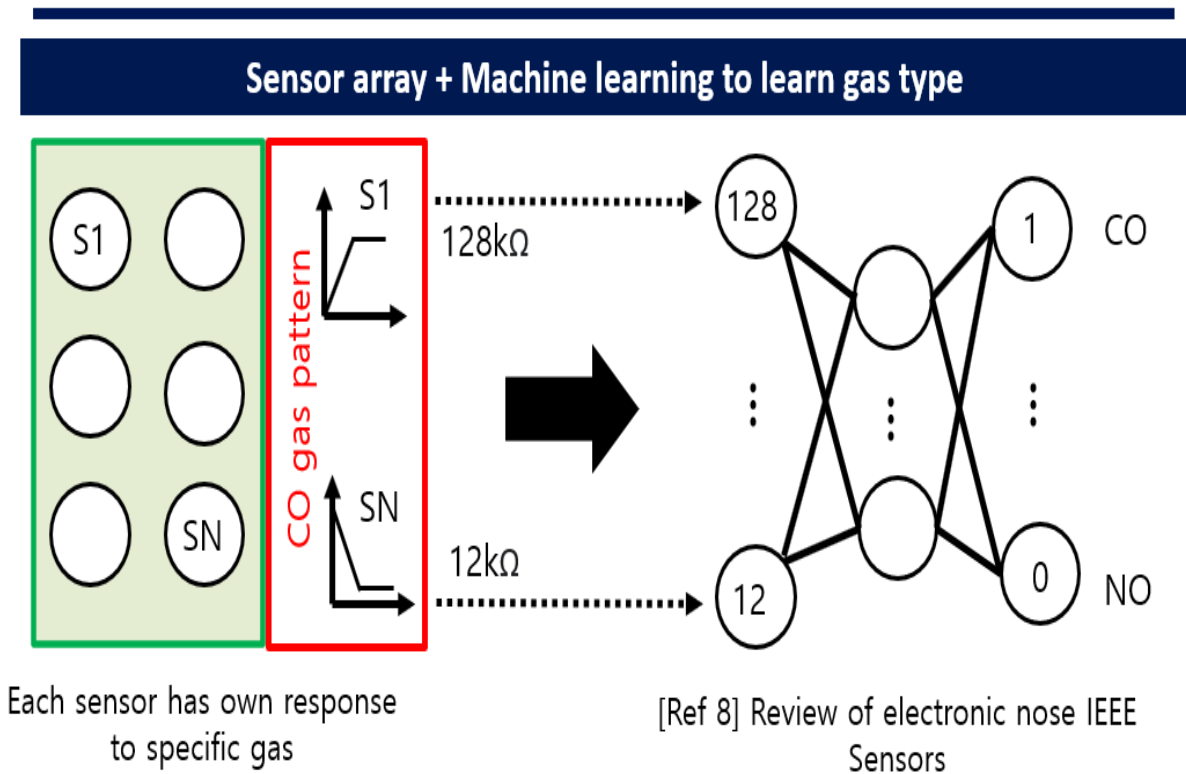 Sensor array + Machine learning to learn gas type
S1
SN
CO gas pattern
S1
128kΩ
SN
12kΩ
128
12
1
CO
0
NO
Each sensor has own response
to specific gas
[Ref 8] Review of electronic nose IEEE
Sensors